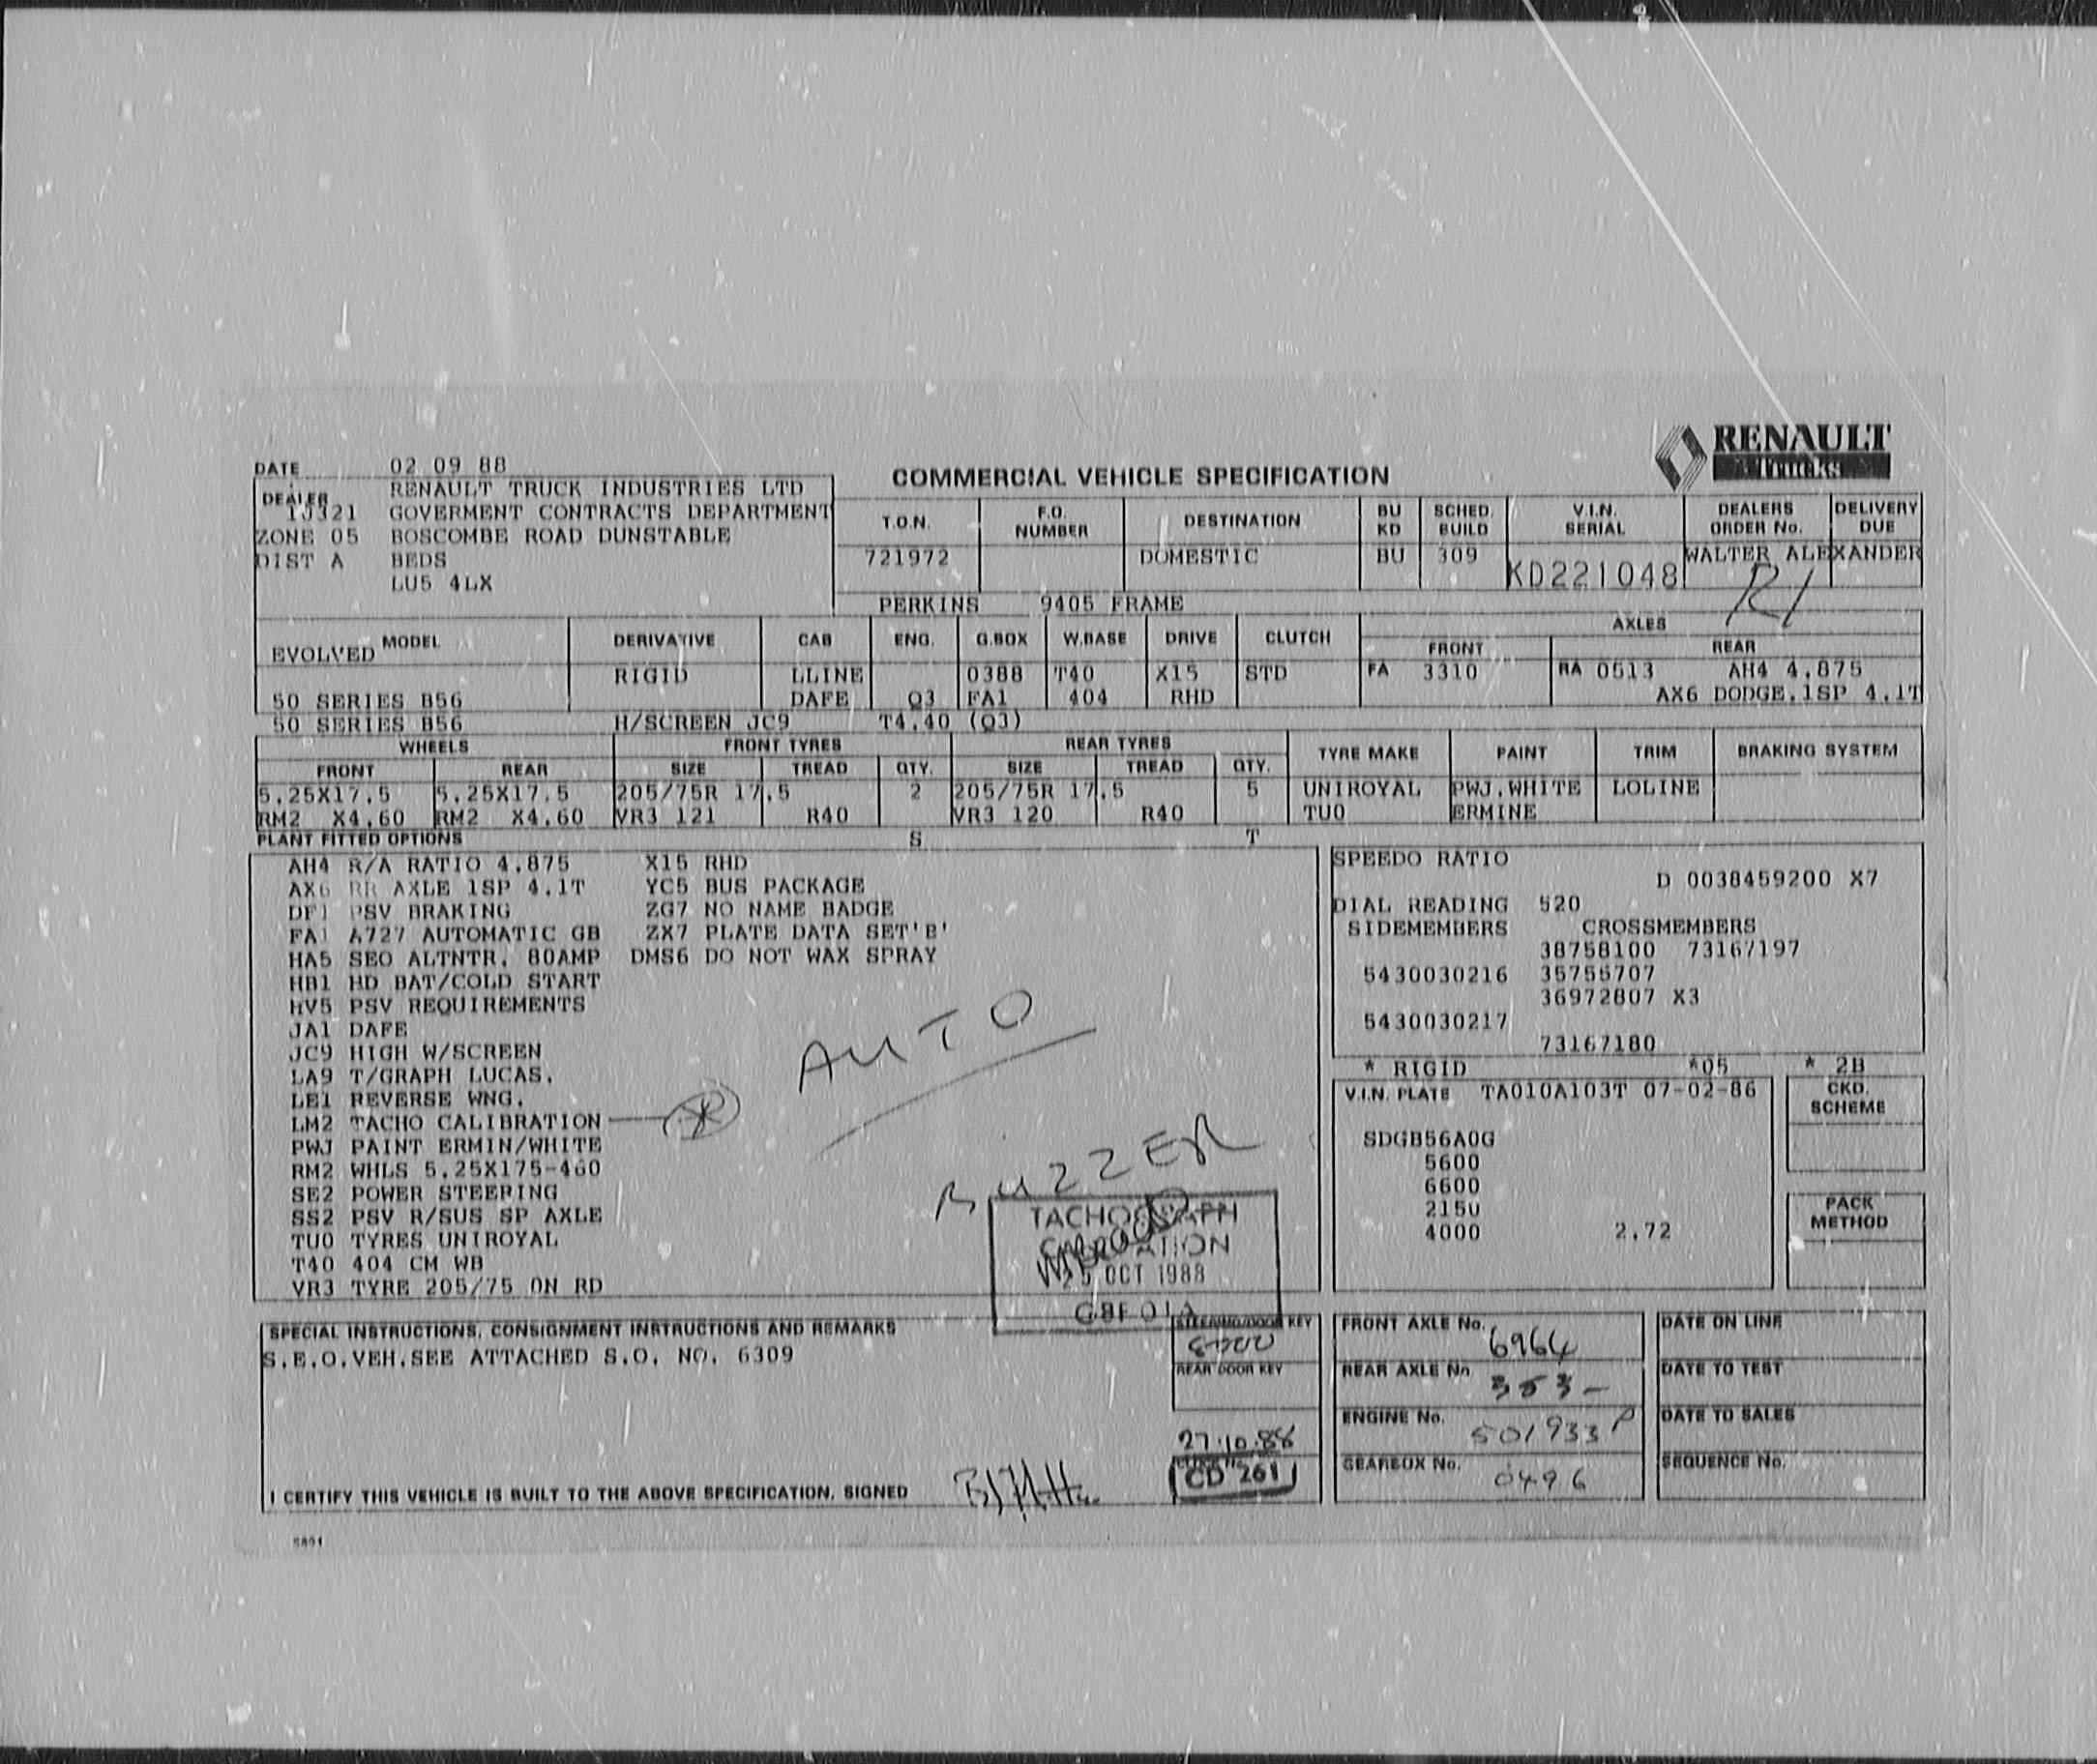 RENAULT
Trucks
DATE 02 09 88
COMMERCIAL VEHICLE SPECIFICATION
DEALER RENAULT TRUCK INDUSTRIES LTD
10321 GOVERMENT CONTRACTS DEPARTMENT
ZONE 05 BOSCOMBE ROAD DUNSTABLE
DIST A BEDS
LU5 4LX
T.O.N. F.O. NUMBER DESTINATION BU KD SCHED. BUILD V.I.N. SERIAL DEALERS ORDER No. DELIVERY DUE
721972 DOMESTIC BU 309 KD221048 WALTER ALEXANDER
R1
PERKINS 9405 FRAME
EVOLVED MODEL DERIVATIVE CAB ENG. G.BOX W.BASE DRIVE CLUTCH AXLES
FRONT REAR
RIGID LLINE 0388 T40 X15 STD FA 3310 RA 0513 AH4 4.875
50 SERIES B56 DAFE Q3 FA1 404 RHD AX6 DODGE.1SP 4.1T
50 SERIES B56 H/SCREEN JC9 T4.40 (Q3)
WHEELS FRONT TYRES REAR TYRES TYRE MAKE PAINT TRIM BRAKING SYSTEM
FRONT REAR SIZE TREAD QTY. SIZE TREAD QTY.
5.25X17.5 5.25X17.5 205/75R 17.5 2 205/75R 17.5 5 UNIROYAL PWJ.WHITE LOLINE
RM2 X4.60 RM2 X4.60 VR3 121 R40 VR3 120 R40 TU0 ERMINE
PLANT FITTED OPTIONS S T
AH4 R/A RATIO 4.875 X15 RHD
AX6 RR AXLE 1SP 4.1T YC5 BUS PACKAGE
DF1 PSV BRAKING ZG7 NO NAME BADGE
FA1 A727 AUTOMATIC GB ZX7 PLATE DATA SET'B'
HA5 SEO ALTNTR. 80AMP DMS6 DO NOT WAX SPRAY
HB1 HD BAT/COLD START
HV5 PSV REQUIREMENTS
JA1 DAFE
JC9 HIGH W/SCREEN
LA9 T/GRAPH LUCAS.
LE1 REVERSE WNG.
LM2 TACHO CALIBRATION
PWJ PAINT ERMIN/WHITE
RM2 WHLS 5.25X175-460
SE2 POWER STEERING
SS2 PSV R/SUS SP AXLE
TU0 TYRES UNIROYAL
T40 404 CM WB
VR3 TYRE 205/75 ON RD
AUTO
BUZZER
TACHOGRAPH
CALIBRATION
25 OCT 1988
GBF 01A
SPEEDO RATIO
D 0038459200 X7
DIAL READING 520
SIDEMEMBERS CROSSMEMBERS
38758100 73167197
5430030216 35755707
36972807 X3
5430030217
73167180
* RIGID *05 * 2B
V.I.N. PLATE TA010A103T 07-02-86
SDGB56A0G
5600
6600
2150
4000 2.72
CKD. SCHEME
PACK METHOD
SPECIAL INSTRUCTIONS, CONSIGNMENT INSTRUCTIONS AND REMARKS
S.E.O.VEH.SEE ATTACHED S.O. NO. 6309
STEERING/DOOR KEY
REAR DOOR KEY
27.10.88
CD 261
I CERTIFY THIS VEHICLE IS BUILT TO THE ABOVE SPECIFICATION. SIGNED
FRONT AXLE No. 6964
REAR AXLE No 353-
ENGINE No. 501933P
GEARBOX No. 0496
DATE ON LINE
DATE TO TEST
DATE TO SALES
SEQUENCE No.